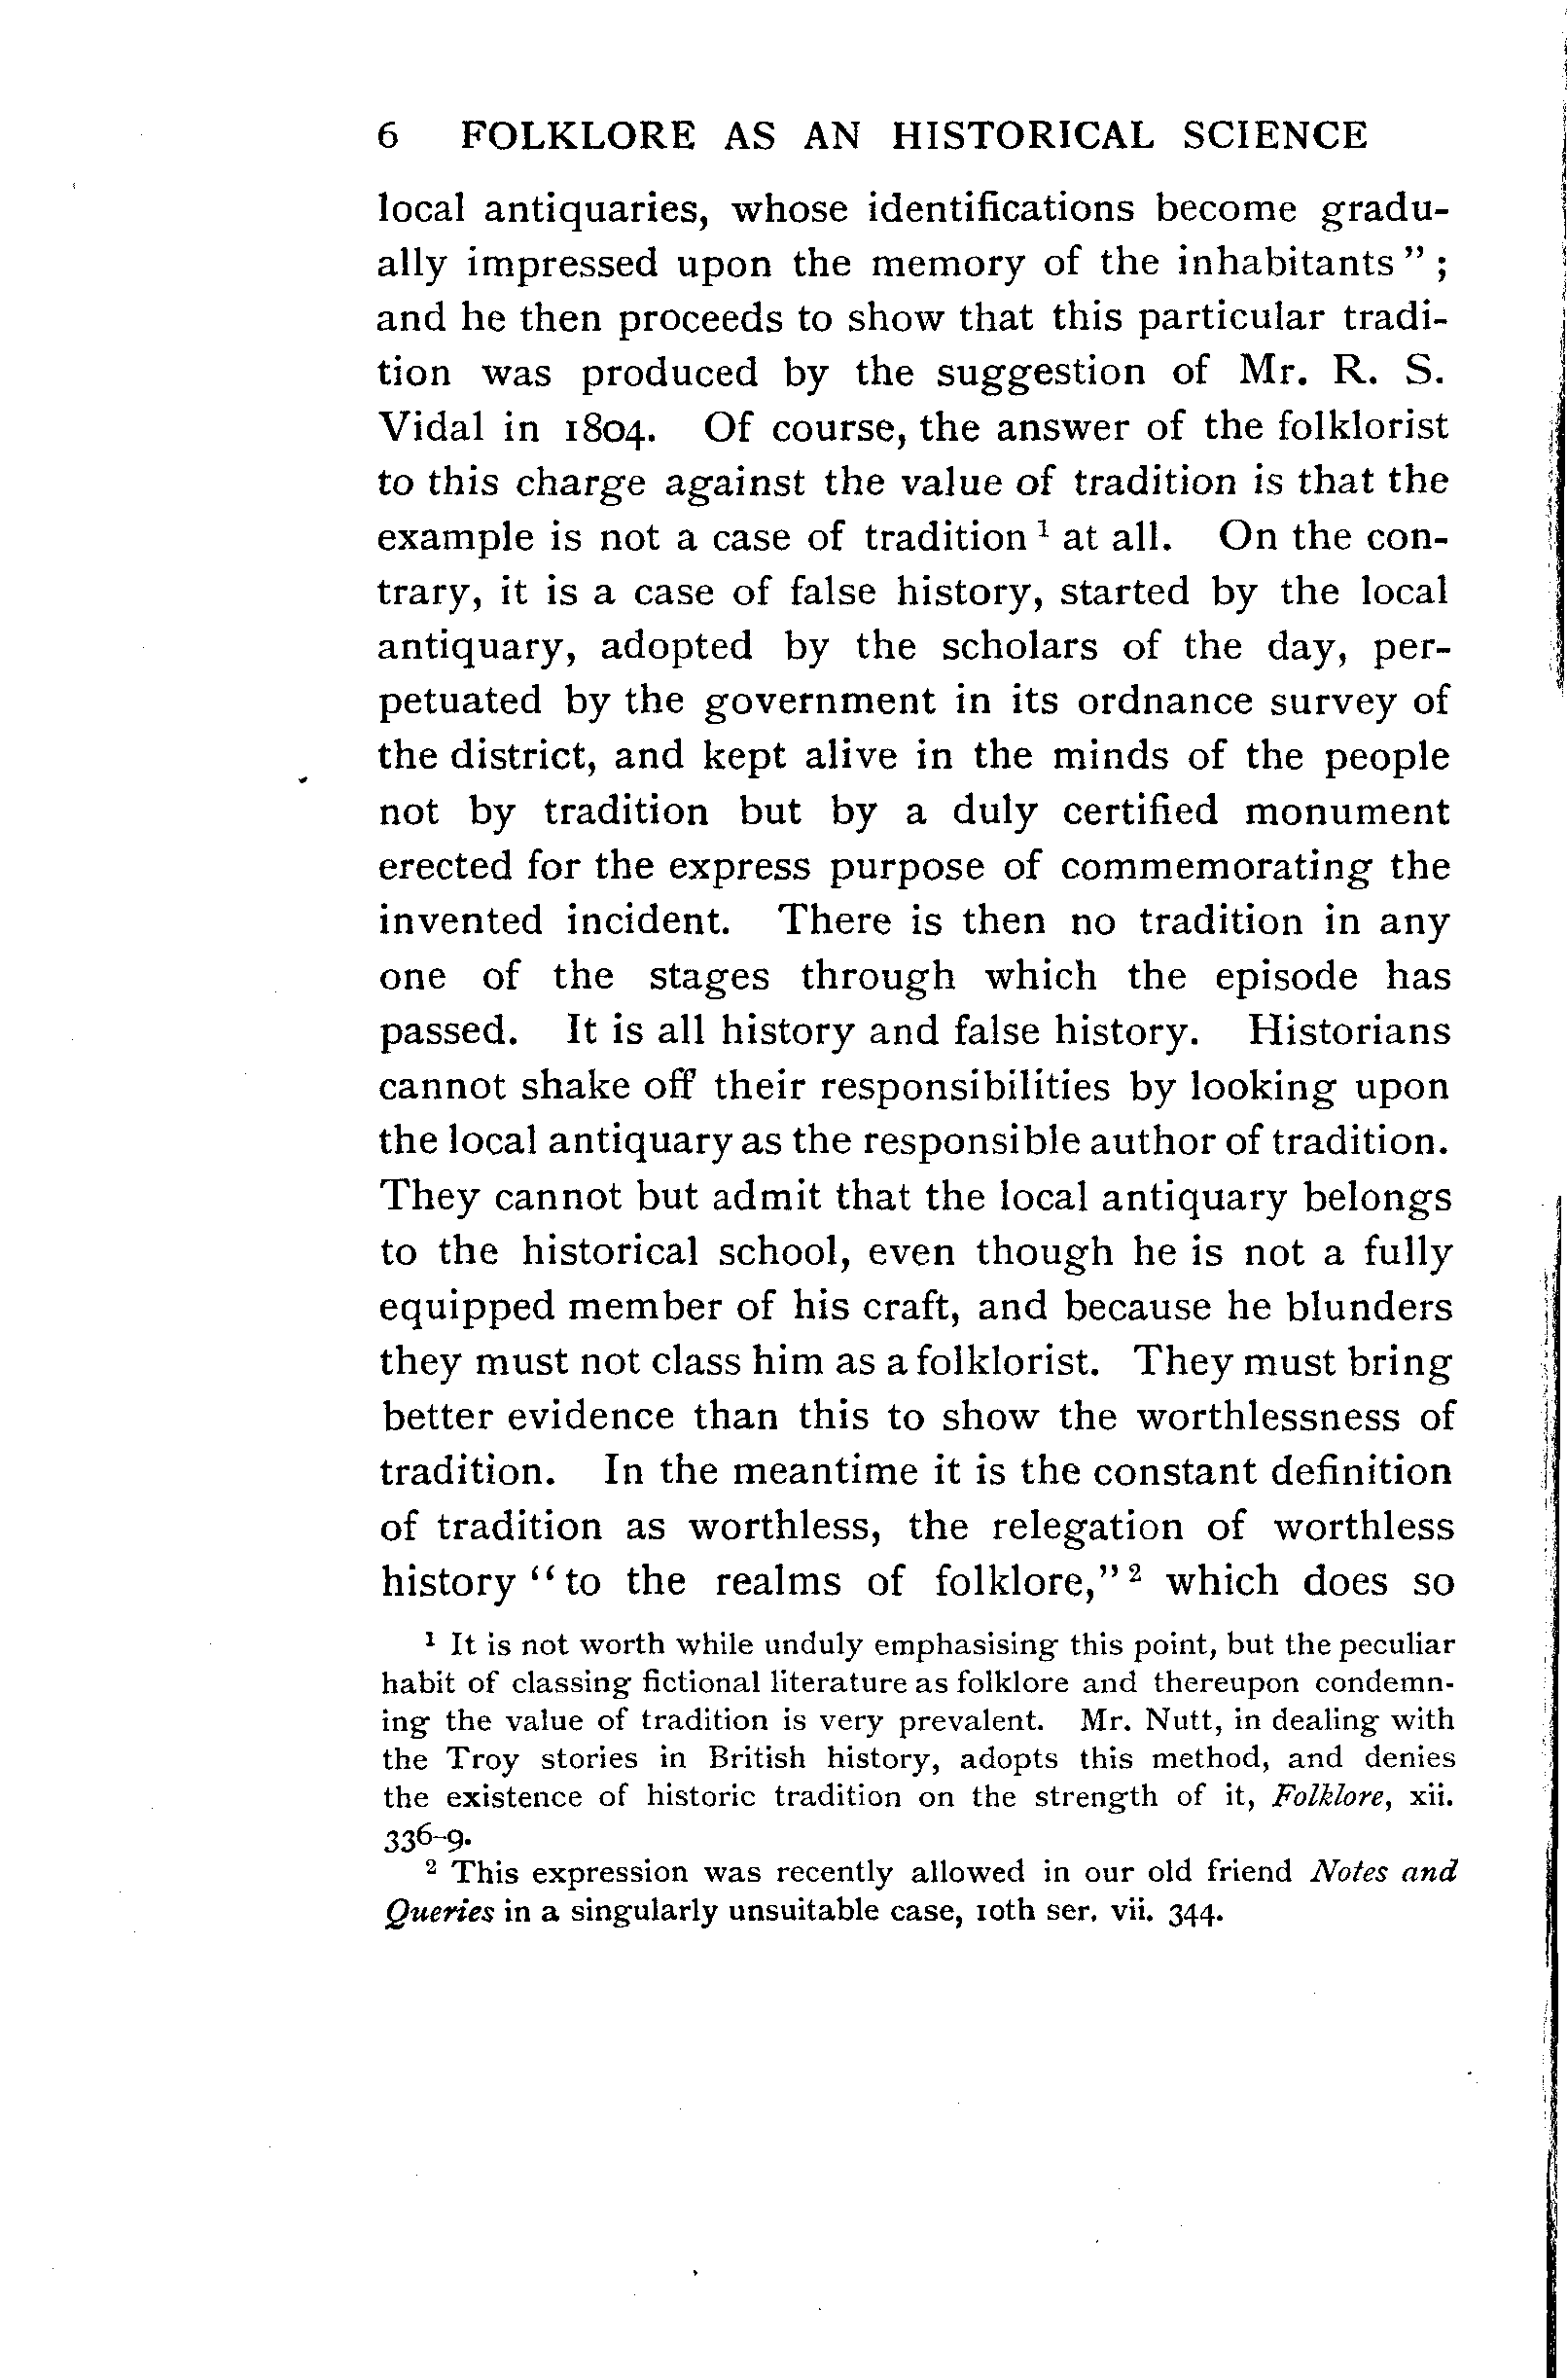 6 FOLKLORE AS AN HISTORICAL SCIENCE
local antiquaries, whose identifications become gradu-
ally impressed upon the memory of the inhabitants" ;
and he then proceeds to show that this particular tradi-
tion was produced by the suggestion of Mr. R. S.
Vidal in 1804. Of course, the answer of the folklorist
to this charge against the value of tradition is that the
example is not a case of tradition ¹ at all. On the con-
trary, it is a case of false history, started by the local
antiquary, adopted by the scholars of the day, per-
petuated by the government in its ordnance survey of
the district, and kept alive in the minds of the people
not by tradition but by a duly certified monument
erected for the express purpose of commemorating the
invented incident. There is then no tradition in any
one of the stages through which the episode has
passed. It is all history and false history. Historians
cannot shake off their responsibilities by looking upon
the local antiquary as the responsible author of tradition.
They cannot but admit that the local antiquary belongs
to the historical school, even though he is not a fully
equipped member of his craft, and because he blunders
they must not class him as a folklorist. They must bring
better evidence than this to show the worthlessness of
tradition. In the meantime it is the constant definition
of tradition as worthless, the relegation of worthless
history "to the realms of folklore," ² which does so
¹ It is not worth while unduly emphasising this point, but the peculiar
habit of classing fictional literature as folklore and thereupon condemn-
ing the value of tradition is very prevalent. Mr. Nutt, in dealing with
the Troy stories in British history, adopts this method, and denies
the existence of historic tradition on the strength of it, Folklore, xii.
336-9.
² This expression was recently allowed in our old friend Notes and
Queries in a singularly unsuitable case, 10th ser. vii. 344.